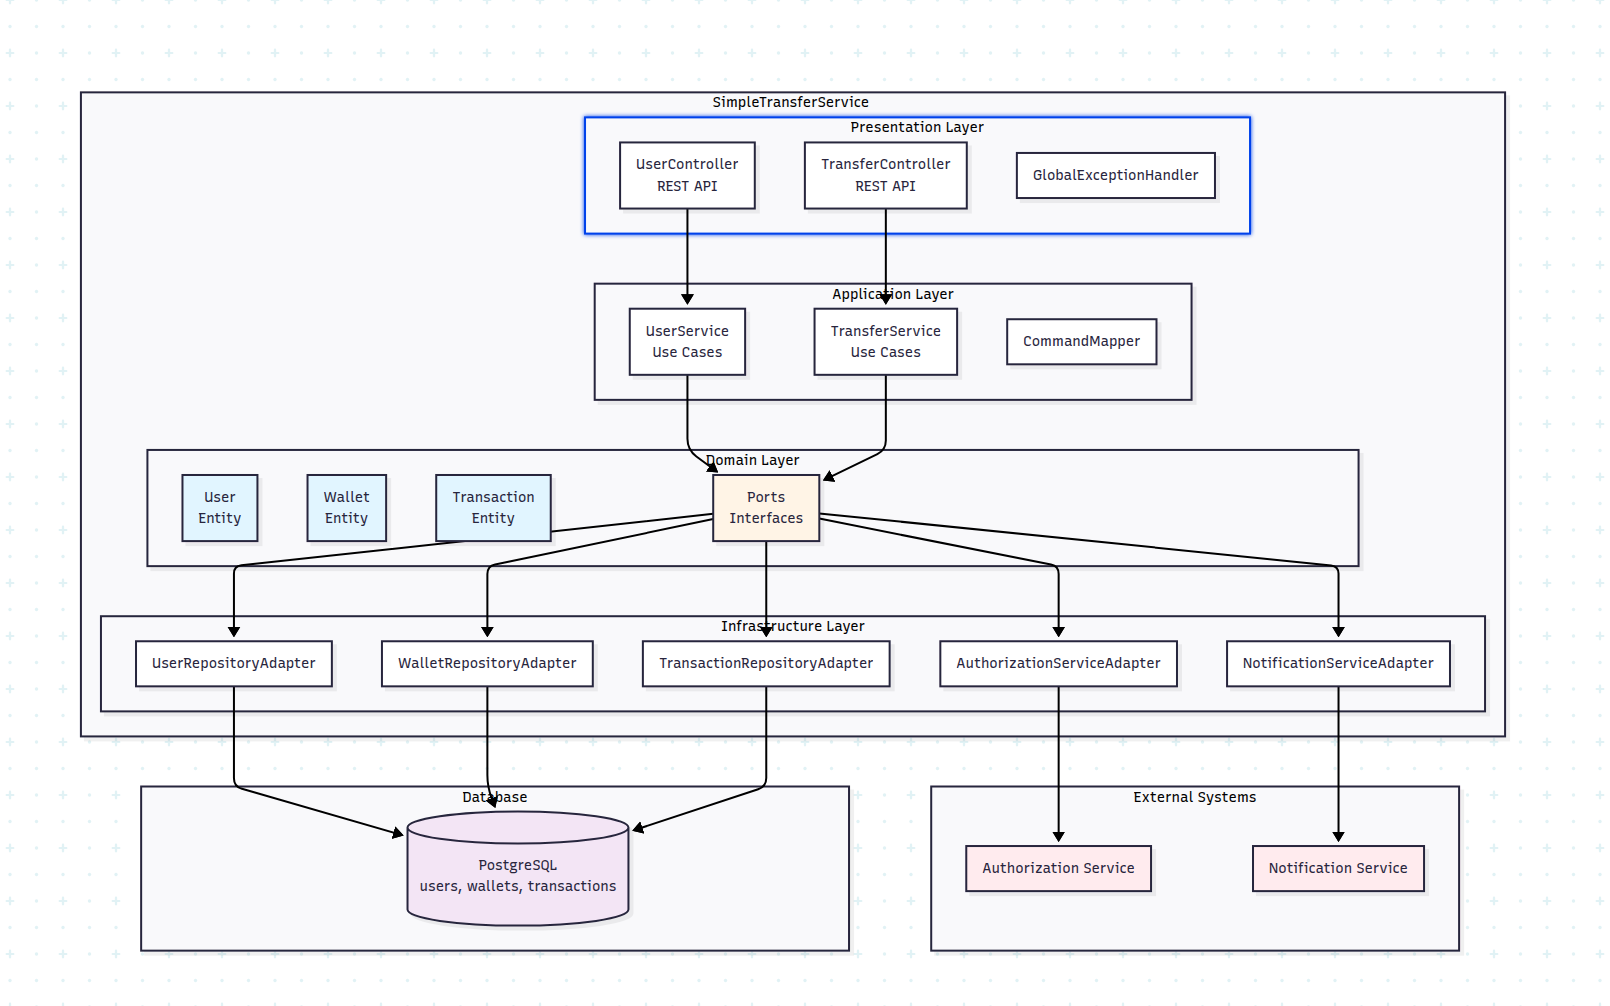 SimpleTransferService
Presentation Layer
UserController
REST API
TransferController
REST API
GlobalExceptionHandler
Application Layer
UserService
Use Cases
TransferService
Use Cases
CommandMapper
Domain Layer
User
Entity
Wallet
Entity
Transaction
Entity
Ports
Interfaces
Infrastructure Layer
UserRepositoryAdapter
WalletRepositoryAdapter
TransactionRepositoryAdapter
AuthorizationServiceAdapter
NotificationServiceAdapter
Database
PostgreSQL
users, wallets, transactions
External Systems
Authorization Service
Notification Service